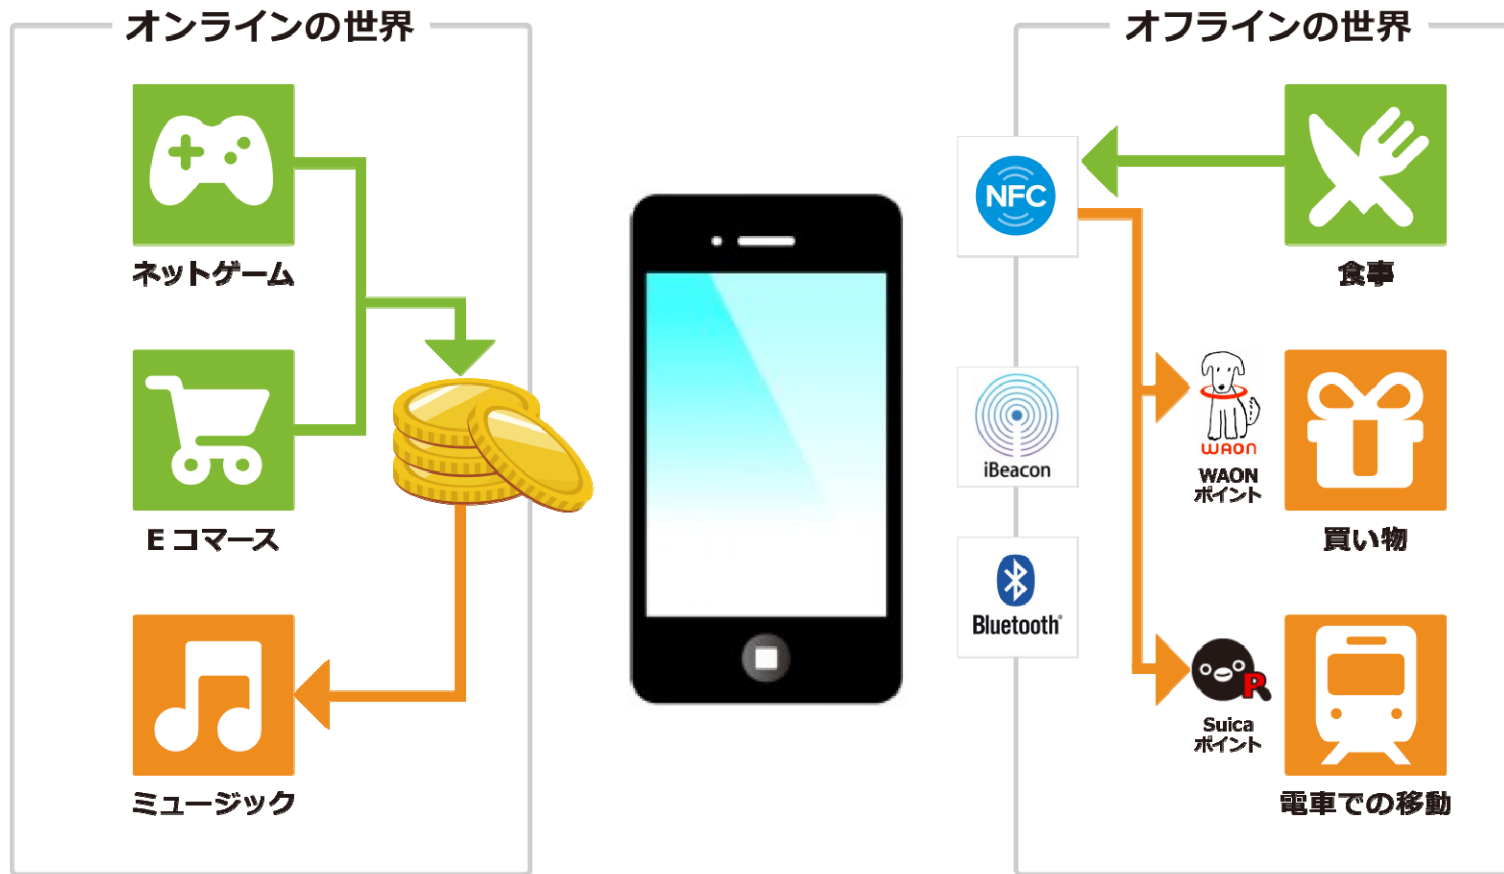 オンラインの世界
ネットゲーム
Eコマース
ミュージック
オフラインの世界
NFC
iBeacon
Bluetooth®
食事
WAON
WAON
ポイント
買い物
P
Suica
ポイント
電車での移動